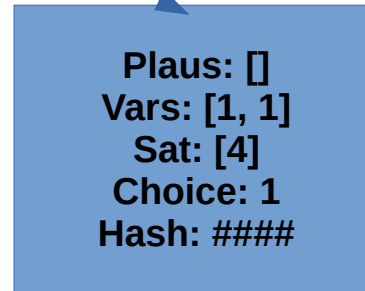 Plaus: []
Vars: [1, 1]
Sat: [4]
Choice: 1
Hash: ####